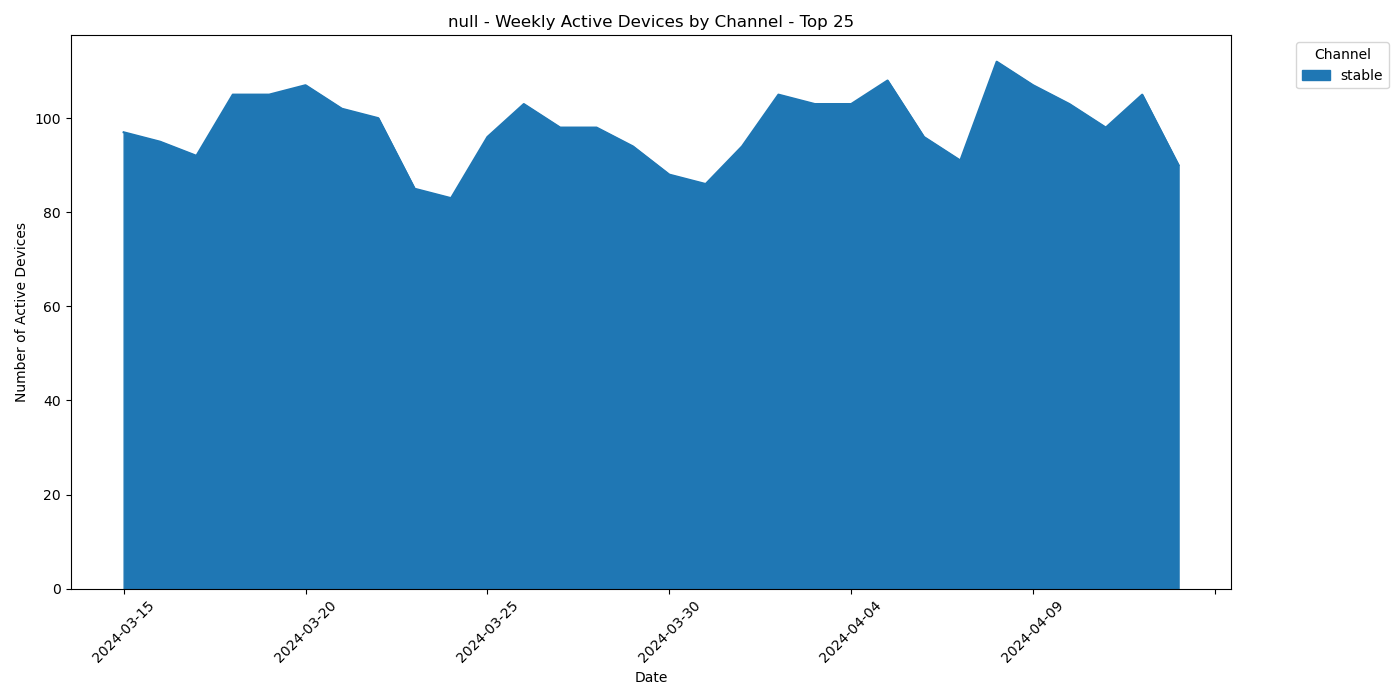 null - Weekly Active Devices by Channel - Top 25
Channel
stable
Number of Active Devices
100
80
60
40
20
0
2024-03-15
2024-03-20
2024-03-25
2024-03-30
2024-04-04
2024-04-09
Date